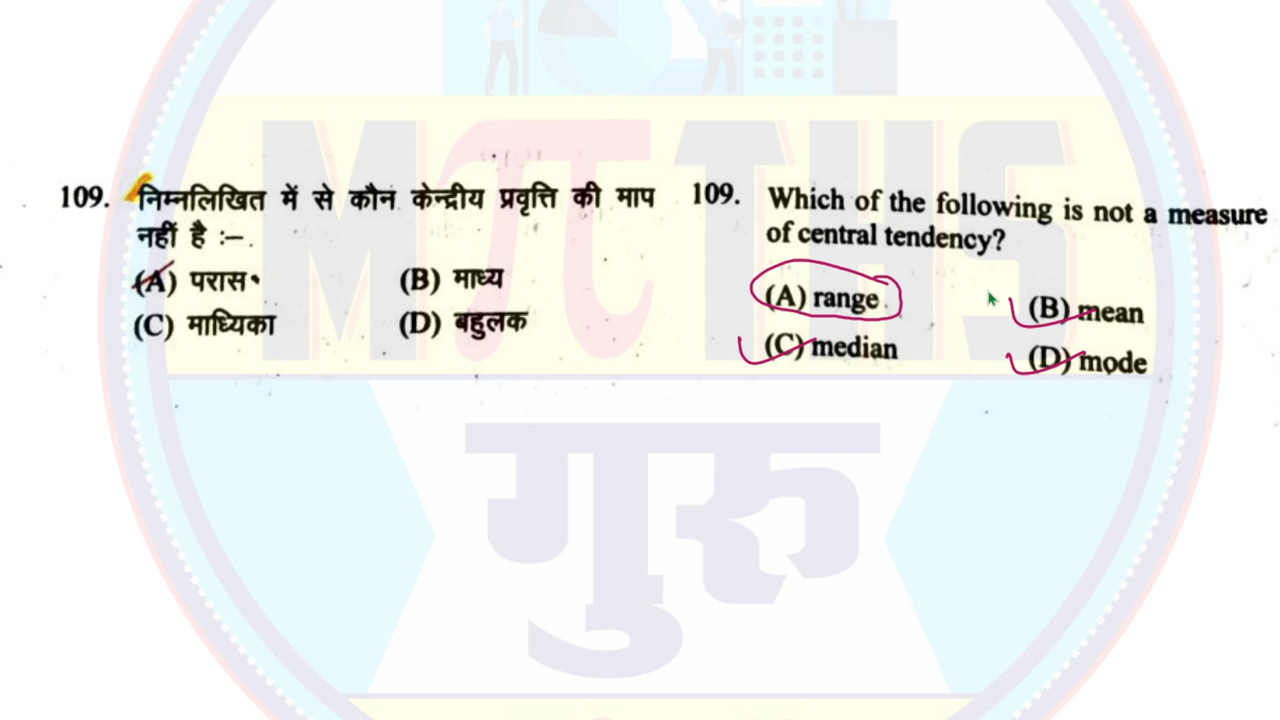 109. निम्नलिखित में से कौन केन्द्रीय प्रवृत्ति की माप
नहीं है :–
(A) परास
(B) माध्य
(C) माध्यिका
(D) बहुलक
109. Which of the following is not a measure
of central tendency?
(A) range
(B) mean
(C) median
(D) mode
MπTHS
गुरु